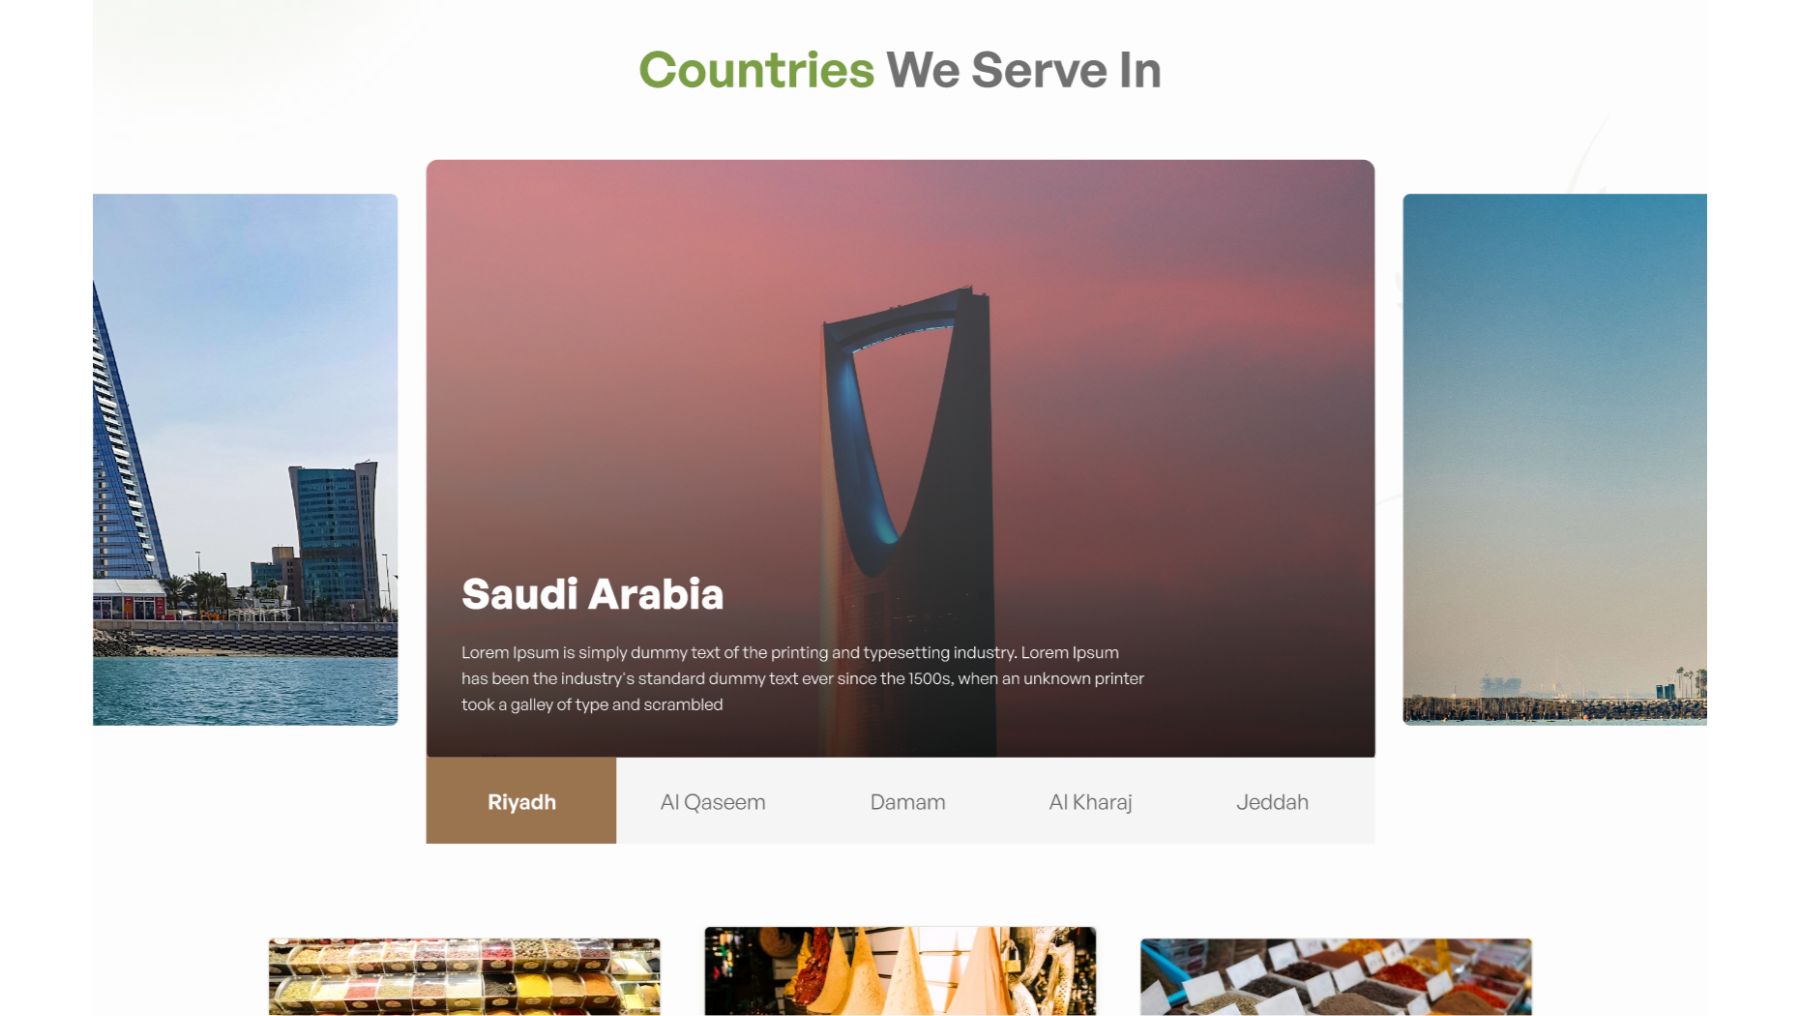 Countries We Serve In
Saudi Arabia
Lorem Ipsum is simply dummy text of the printing and typesetting industry. Lorem Ipsum
has been the industry's standard dummy text ever since the 1500s, when an unknown printer
took a galley of type and scrambled
Riyadh
Al Qaseem
Damam
Al Kharaj
Jeddah